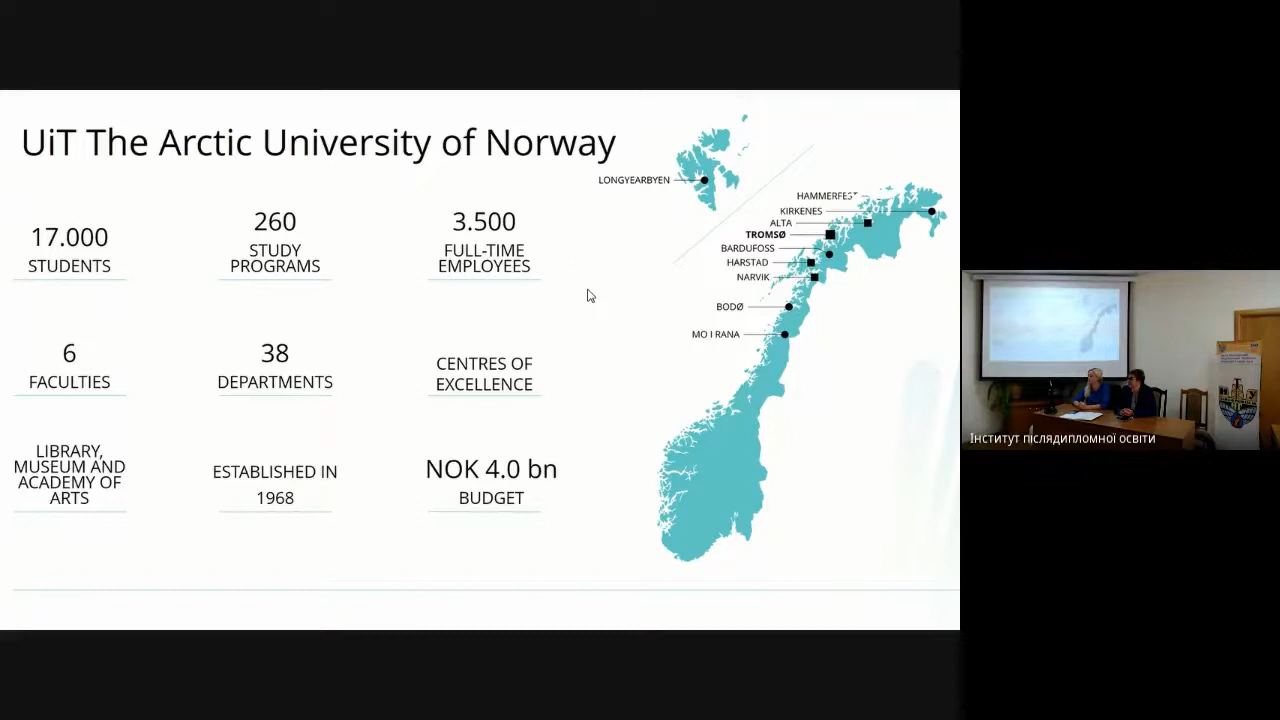 UiT The Arctic University of Norway
17.000
STUDENTS
260
STUDY
PROGRAMS
3.500
FULL-TIME
EMPLOYEES
6
FACULTIES
38
DEPARTMENTS
CENTRES OF
EXCELLENCE
LIBRARY,
MUSEUM AND
ACADEMY OF
ARTS
ESTABLISHED IN
1968
NOK 4.0 bn
BUDGET
LONGYEARBYEN
HAMMERFEST
KIRKENES
ALTA
TROMSØ
BARDUFOSS
HARSTAD
NARVIK
BODØ
MO I RANA
Інститут післядипломної освіти